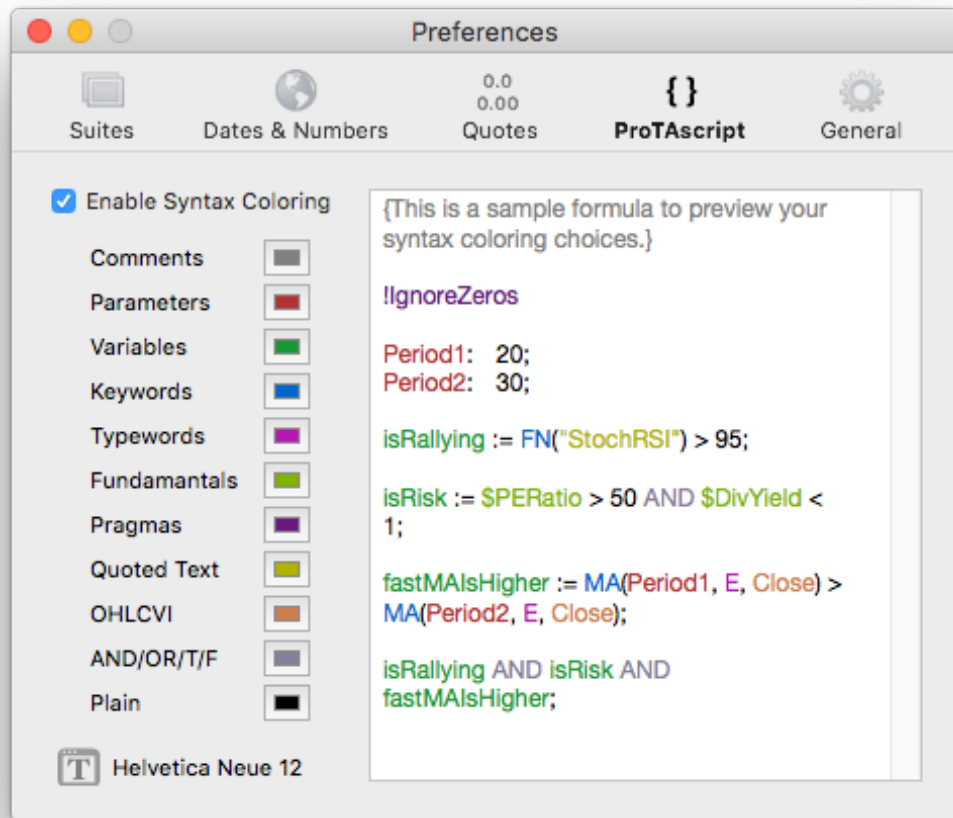 Preferences
0.0
0.00
{ }
Suites Dates & Numbers Quotes ProTAscript General
Enable Syntax Coloring
Comments
Parameters
Variables
Keywords
Typewords
Fundamantals
Pragmas
Quoted Text
OHLCVI
AND/OR/T/F
Plain
T Helvetica Neue 12
{This is a sample formula to preview your
syntax coloring choices.}
!IgnoreZeros
Period1: 20;
Period2: 30;
isRallying := FN("StochRSI") > 95;
isRisk := $PERatio > 50 AND $DivYield <
1;
fastMAIsHigher := MA(Period1, E, Close) >
MA(Period2, E, Close);
isRallying AND isRisk AND
fastMAIsHigher;